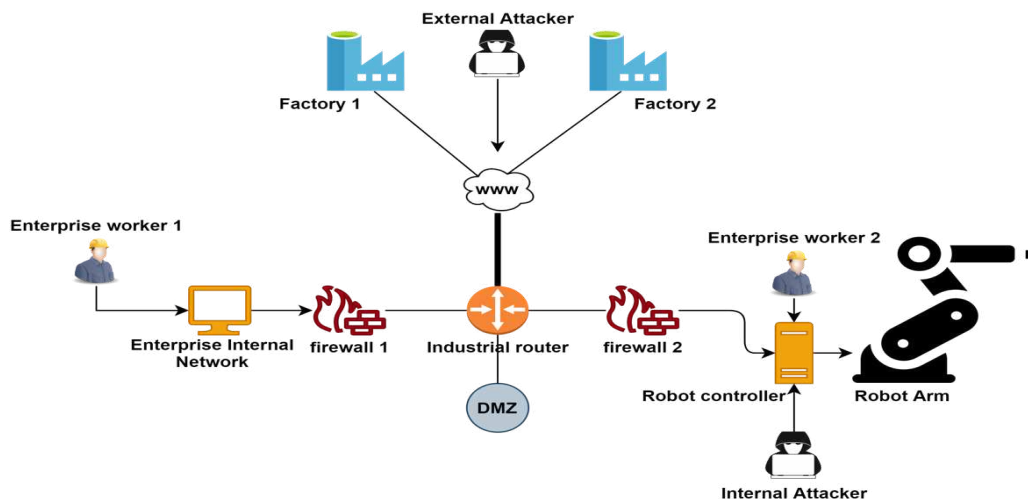 External Attacker
Factory 1
Factory 2
www
Enterprise worker 1
Enterprise worker 2
Enterprise Internal
Network
firewall 1
Industrial router
firewall 2
DMZ
Robot controller
Robot Arm
Internal Attacker